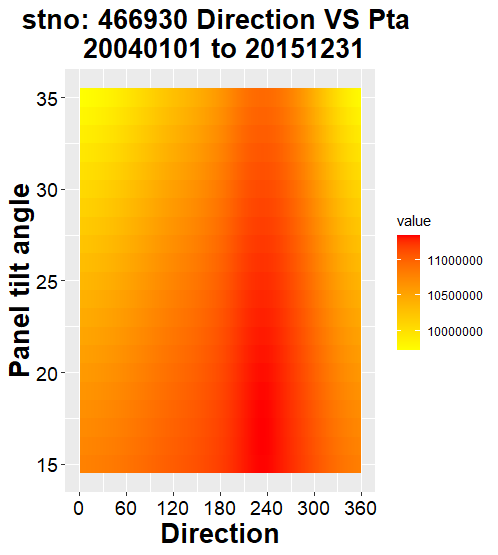 stno: 466930 Direction VS Pta
20040101 to 20151231
35
30
25
20
15
Panel tilt angle
0 60 120 180 240 300 360
Direction
value
11000000
10500000
10000000